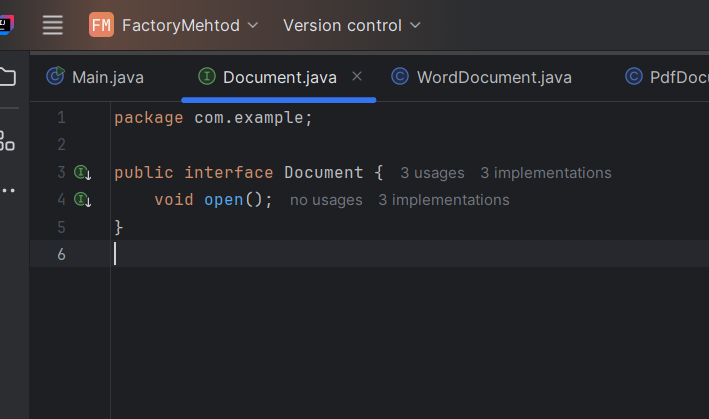 FM FactoryMehtod Version control
Main.java Document.java WordDocument.java PdfDocu
1 package com.example;
2
3 public interface Document { 3 usages 3 implementations
4 void open(); no usages 3 implementations
5 }
6